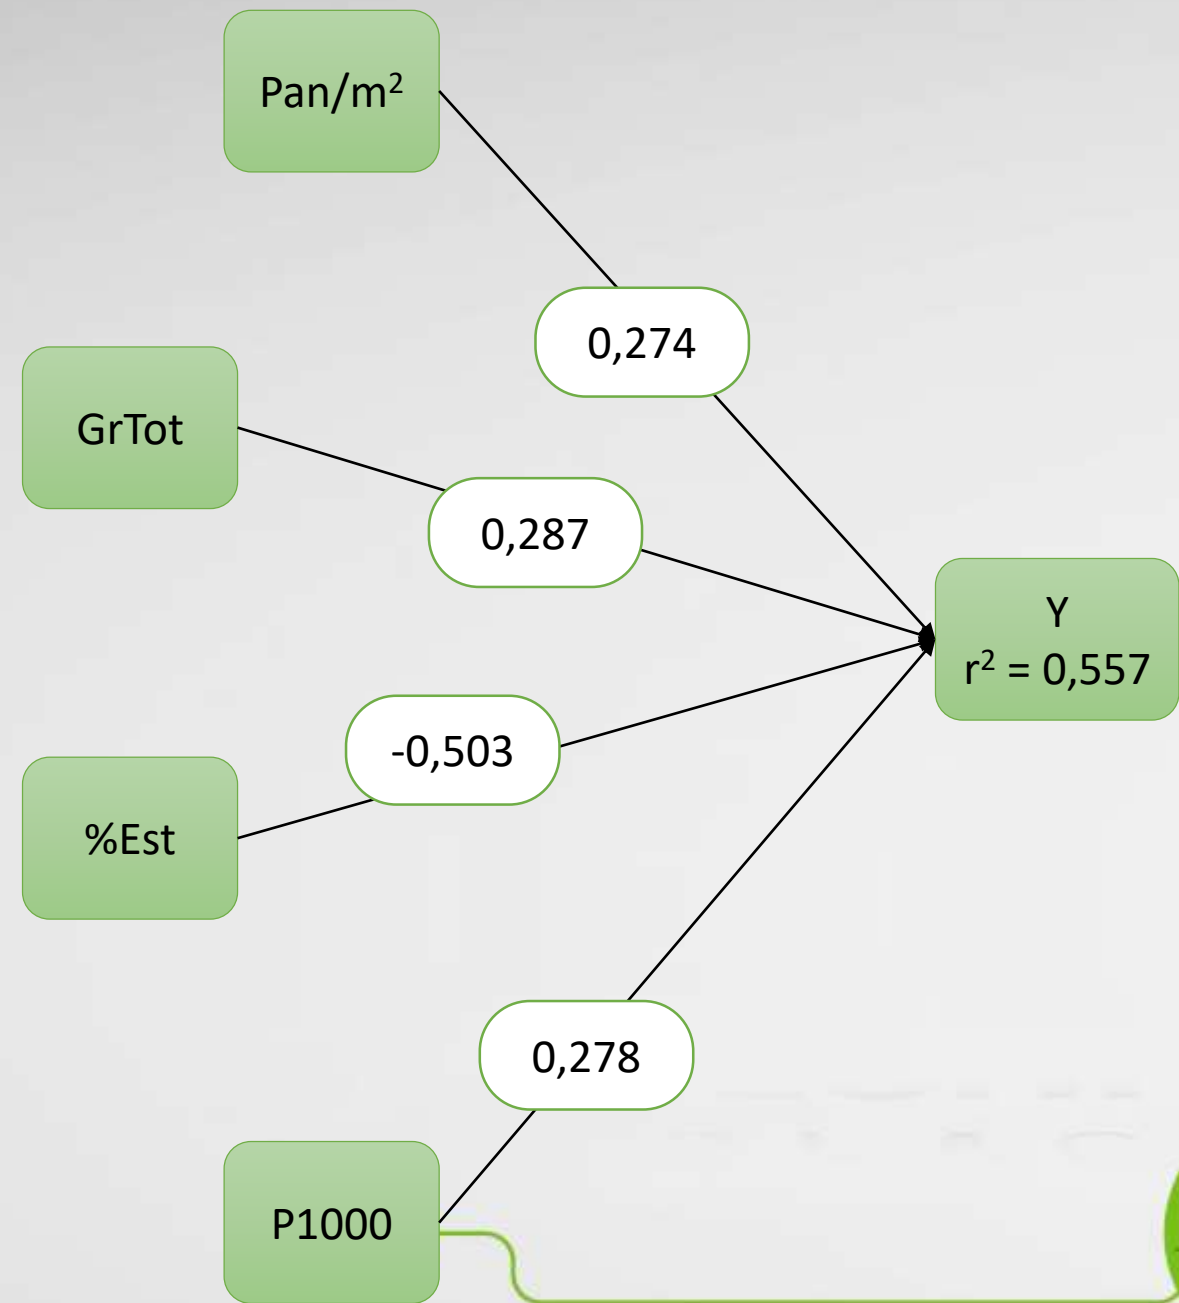 Pan/m²
0,274
GrTot
0,287
Y
r² = 0,557
-0,503
%Est
0,278
P1000